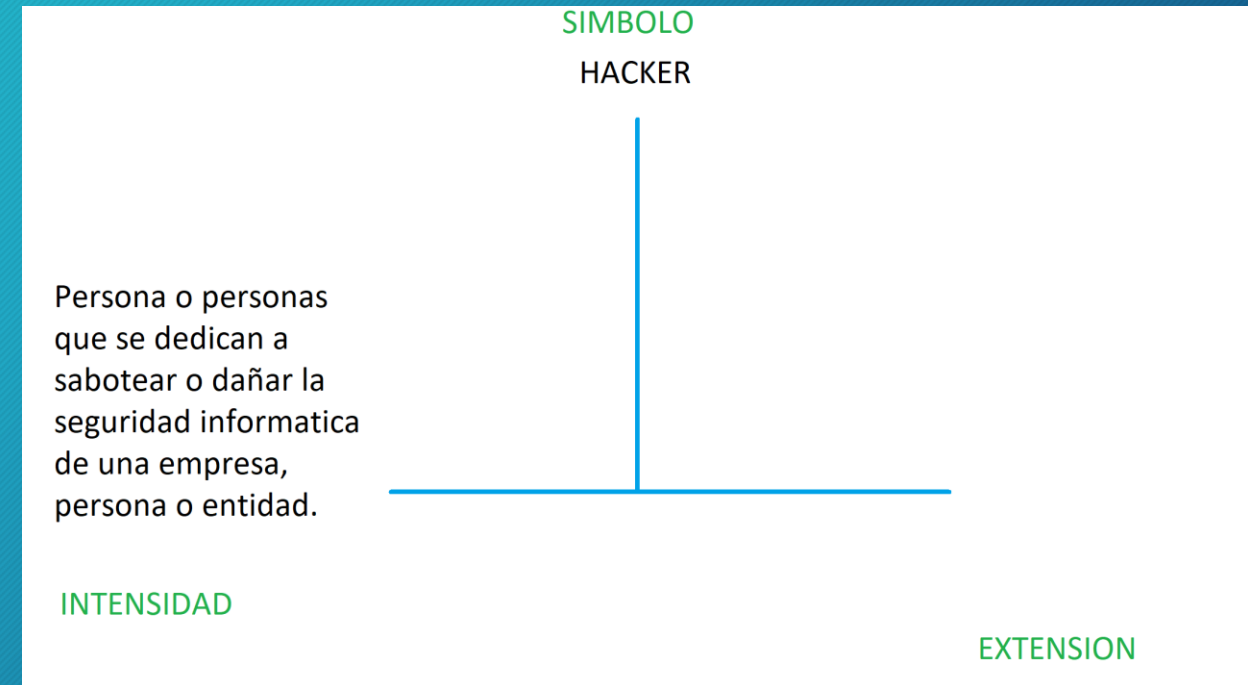 SIMBOLO
HACKER
Persona o personas
que se dedican a
sabotear o dañar la
seguridad informatica
de una empresa,
persona o entidad.
INTENSIDAD
EXTENSION